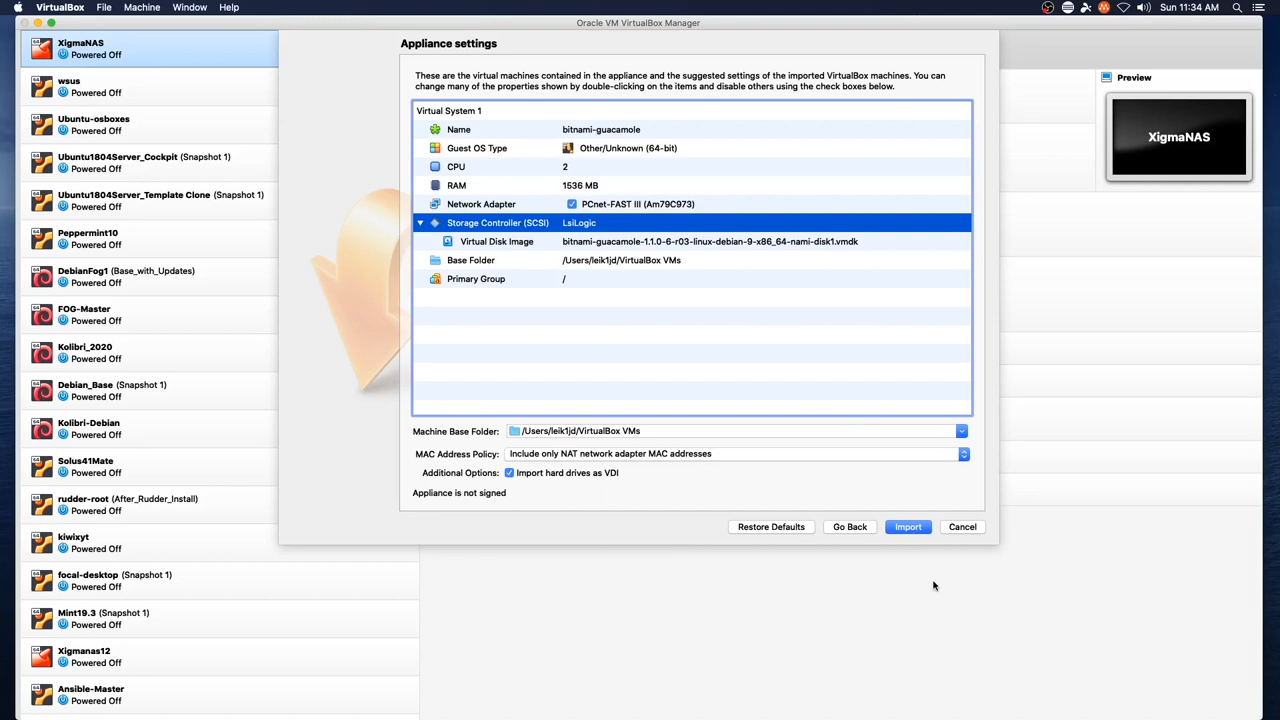 VirtualBox File Machine Window Help
Sun 11:34 AM
Oracle VM VirtualBox Manager
XigmaNAS
Powered Off
wsus
Powered Off
Ubuntu-osboxes
Powered Off
Ubuntu1804Server_Cockpit (Snapshot 1)
Powered Off
Ubuntu1804Server_Template Clone (Snapshot 1)
Powered Off
Peppermint10
Powered Off
DebianFog1 (Base_with_Updates)
Powered Off
FOG-Master
Powered Off
Kolibri_2020
Powered Off
Debian_Base (Snapshot 1)
Powered Off
Kolibri-Debian
Powered Off
Solus41Mate
Powered Off
rudder-root (After_Rudder_Install)
Powered Off
kiwixyt
Powered Off
focal-desktop (Snapshot 1)
Powered Off
Mint19.3 (Snapshot 1)
Powered Off
Xigmanas12
Powered Off
Ansible-Master
Powered Off
Appliance settings
These are the virtual machines contained in the appliance and the suggested settings of the imported VirtualBox machines. You can
change many of the properties shown by double-clicking on the items and disable others using the check boxes below.
Virtual System 1
Name bitnami-guacamole
Guest OS Type Other/Unknown (64-bit)
CPU 2
RAM 1536 MB
Network Adapter PCnet-FAST III (Am79C973)
Storage Controller (SCSI) LsiLogic
Virtual Disk Image bitnami-guacamole-1.1.0-6-r03-linux-debian-9-x86_64-nami-disk1.vmdk
Base Folder /Users/leik1jd/VirtualBox VMs
Primary Group /
Machine Base Folder: /Users/leik1jd/VirtualBox VMs
MAC Address Policy: Include only NAT network adapter MAC addresses
Additional Options: Import hard drives as VDI
Appliance is not signed
Restore Defaults Go Back Import Cancel
Preview
XigmaNAS